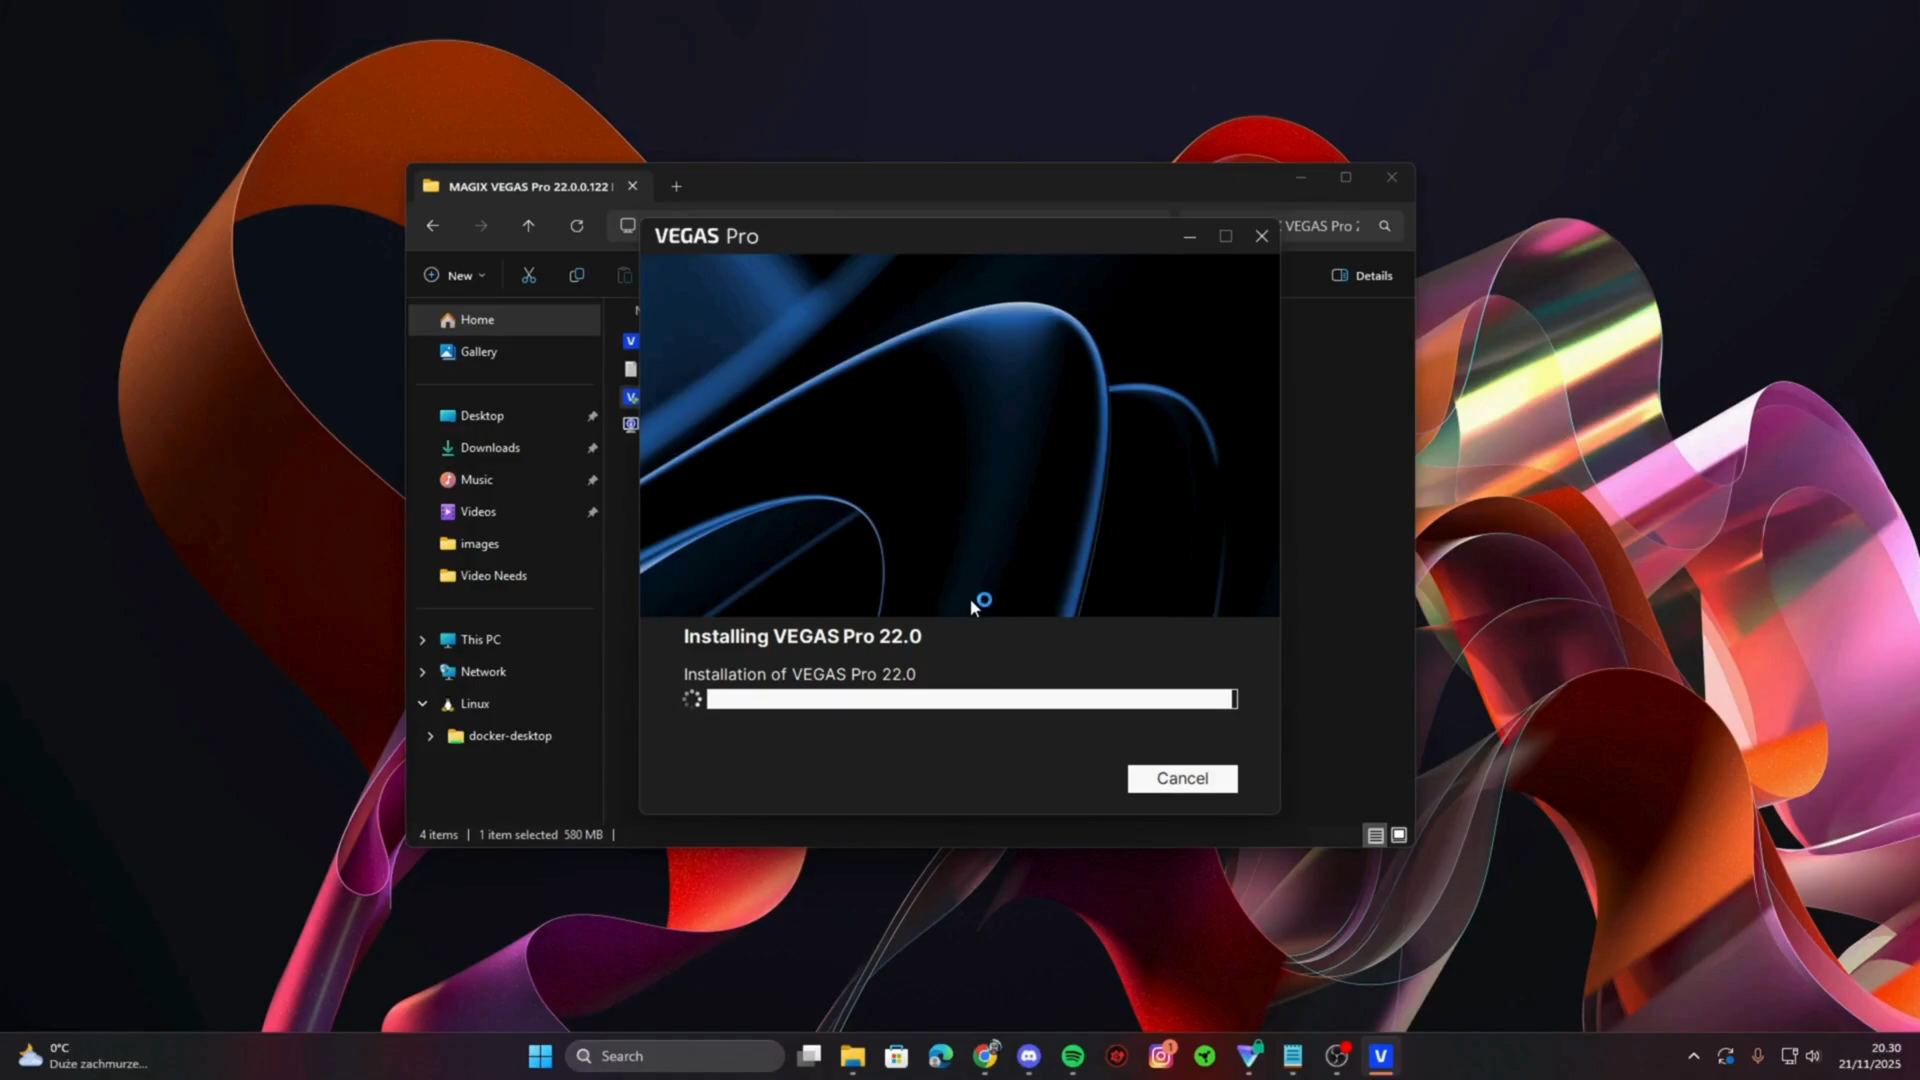 MAGIX VEGAS Pro 22.0.0.122
VEGAS Pro
VEGAS Pro
New
Details
Home
Gallery
Desktop
Downloads
Music
Videos
images
Video Needs
This PC
Network
Linux
docker-desktop
Installing VEGAS Pro 22.0
Installation of VEGAS Pro 22.0
Cancel
4 items
1 item selected 580 MB
0°C
Duże zachmurze...
Search
1
20.30
21/11/2025